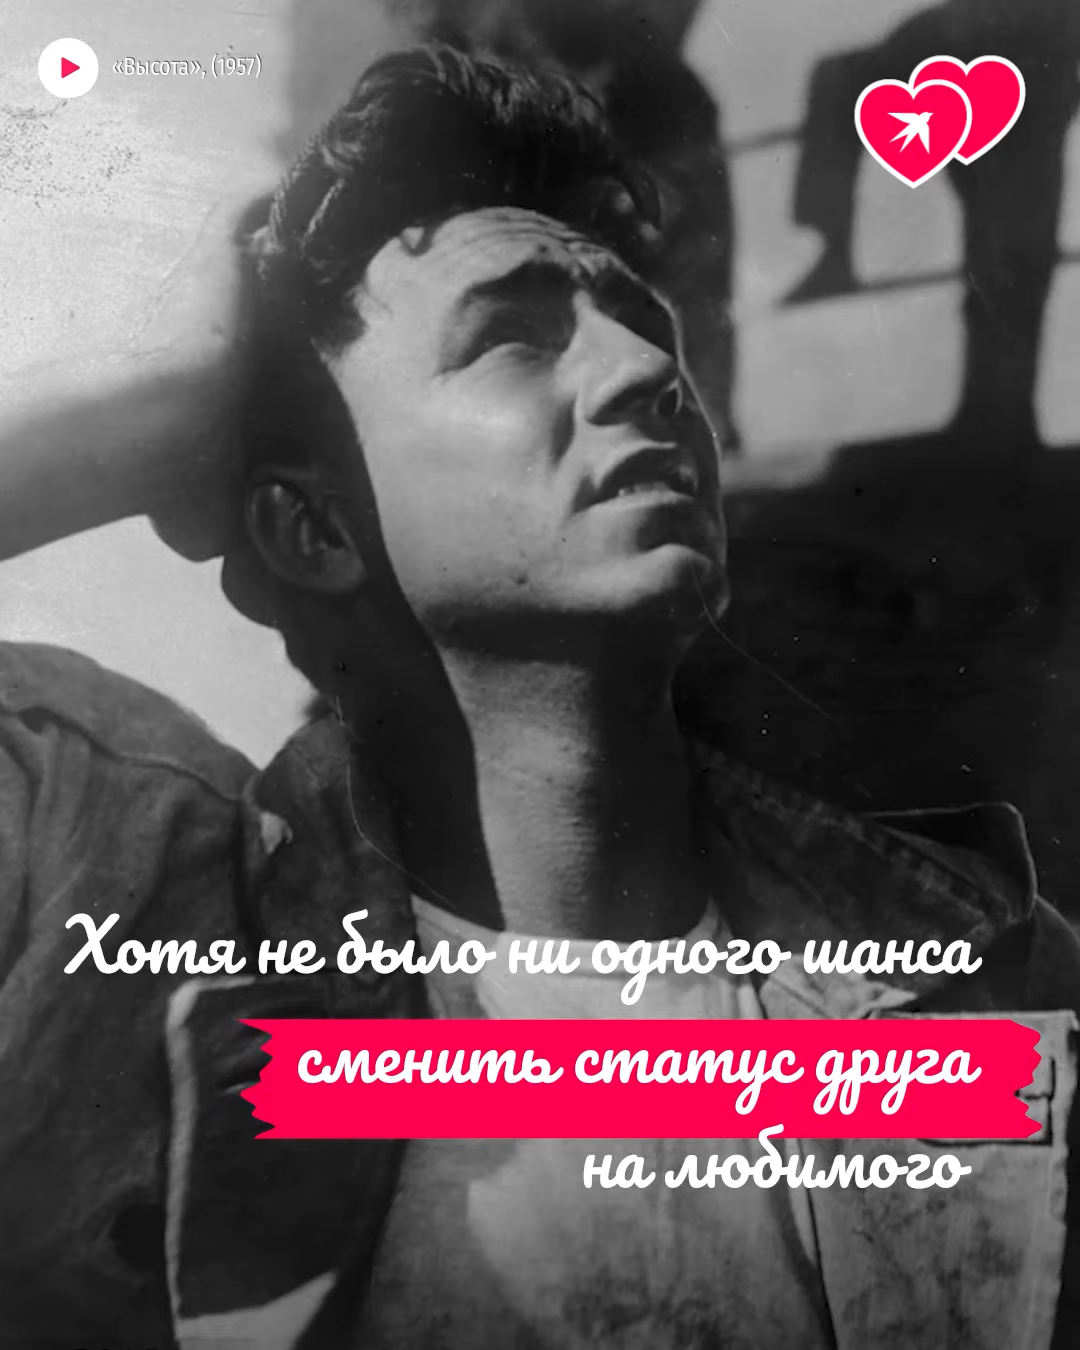 «Высота», (1957)
Хотя не было ни одного шанса
сменить статус друга
на любимого